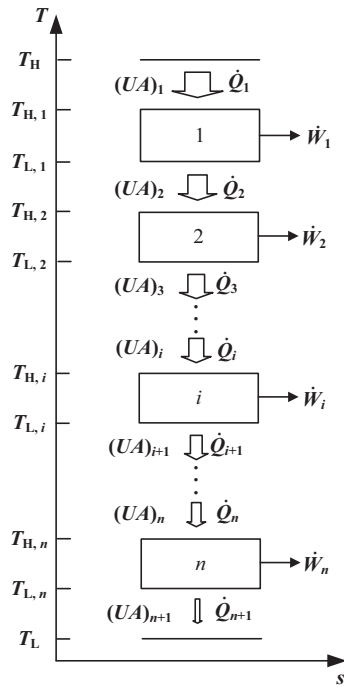 T
T_H
(UA)_1 Q̇_1
T_H, 1
1 Ẇ_1
T_L, 1
(UA)_2 Q̇_2
T_H, 2
2 Ẇ_2
T_L, 2
(UA)_3 Q̇_3
(UA)_i Q̇_i
T_H, i
i Ẇ_i
T_L, i
(UA)_i+1 Q̇_i+1
(UA)_n Q̇_n
T_H, n
n Ẇ_n
T_L, n
(UA)_n+1 Q̇_n+1
T_L
s